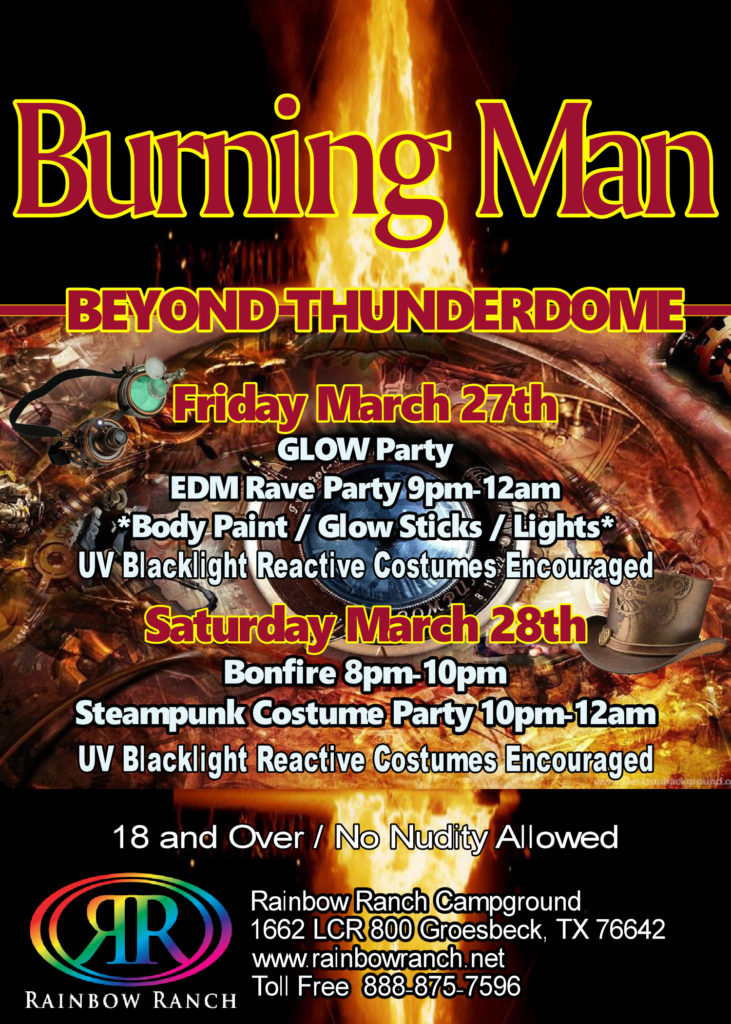 Burning Man
BEYOND THUNDERDOME
Friday March 27th
GLOW Party
EDM Rave Party 9pm-12am
*Body Paint / Glow Sticks / Lights*
UV Blacklight Reactive Costumes Encouraged
Saturday March 28th
Bonfire 8pm-10pm
Steampunk Costume Party 10pm-12am
UV Blacklight Reactive Costumes Encouraged
18 and Over / No Nudity Allowed
RR
RAINBOW RANCH
Rainbow Ranch Campground
1662 LCR 800 Groesbeck, TX 76642
www.rainbowranch.net
Toll Free 888-875-7596